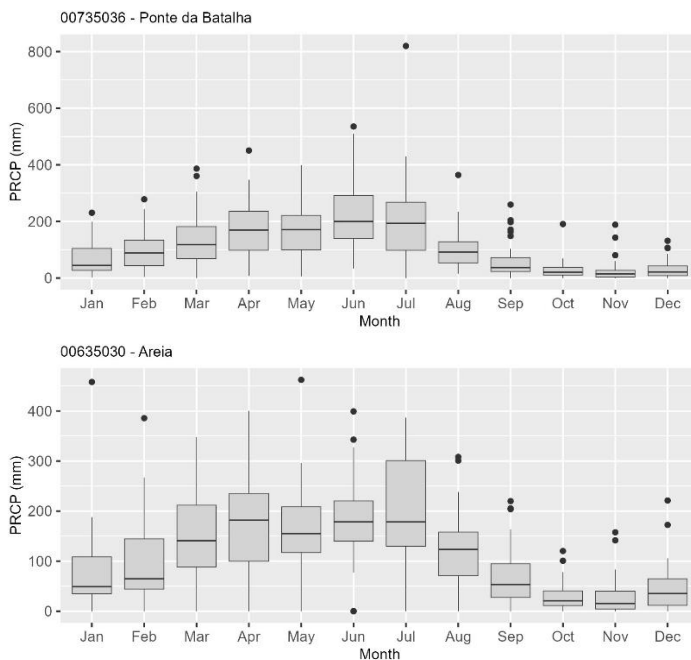 00735036 - Ponte da Batalha
800
600
400
200
0
PRCP (mm)
Jan Feb Mar Apr May Jun Jul Aug Sep Oct Nov Dec
Month
00635030 - Areia
400
300
200
100
0
PRCP (mm)
Jan Feb Mar Apr May Jun Jul Aug Sep Oct Nov Dec
Month